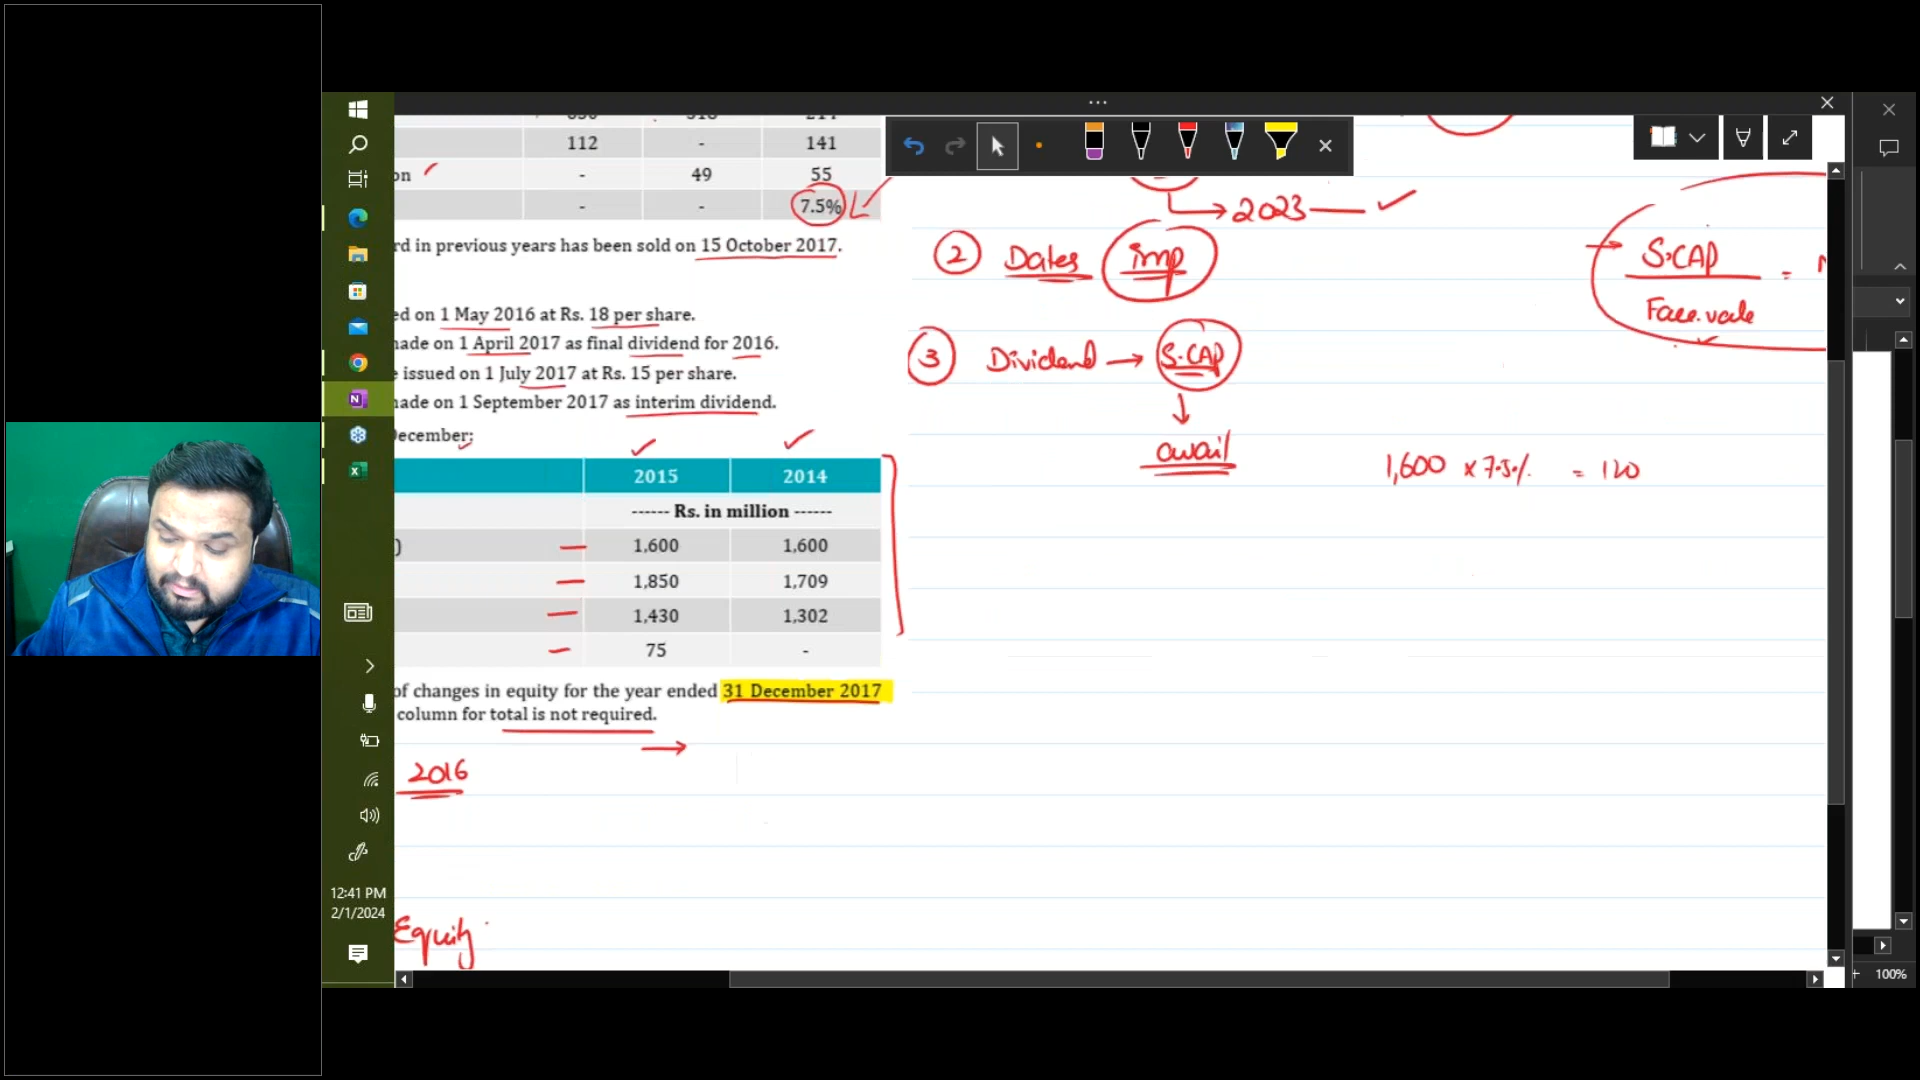 112 - 141
on - 49 55
- - 7.5%
rd in previous years has been sold on 15 October 2017.
ed on 1 May 2016 at Rs. 18 per share.
nade on 1 April 2017 as final dividend for 2016.
e issued on 1 July 2017 at Rs. 15 per share.
nade on 1 September 2017 as interim dividend.
December:
2015 2014
------ Rs. in million ------
) 1,600 1,600
1,850 1,709
1,430 1,302
75 -
of changes in equity for the year ended 31 December 2017
column for total is not required.
2016
Equity
2023
2 Dates imp
3 Dividend → S.CAP
avail
1,600 x 7.5% = 120
S.CAP =
Face.vale
12:41 PM
2/1/2024
100%